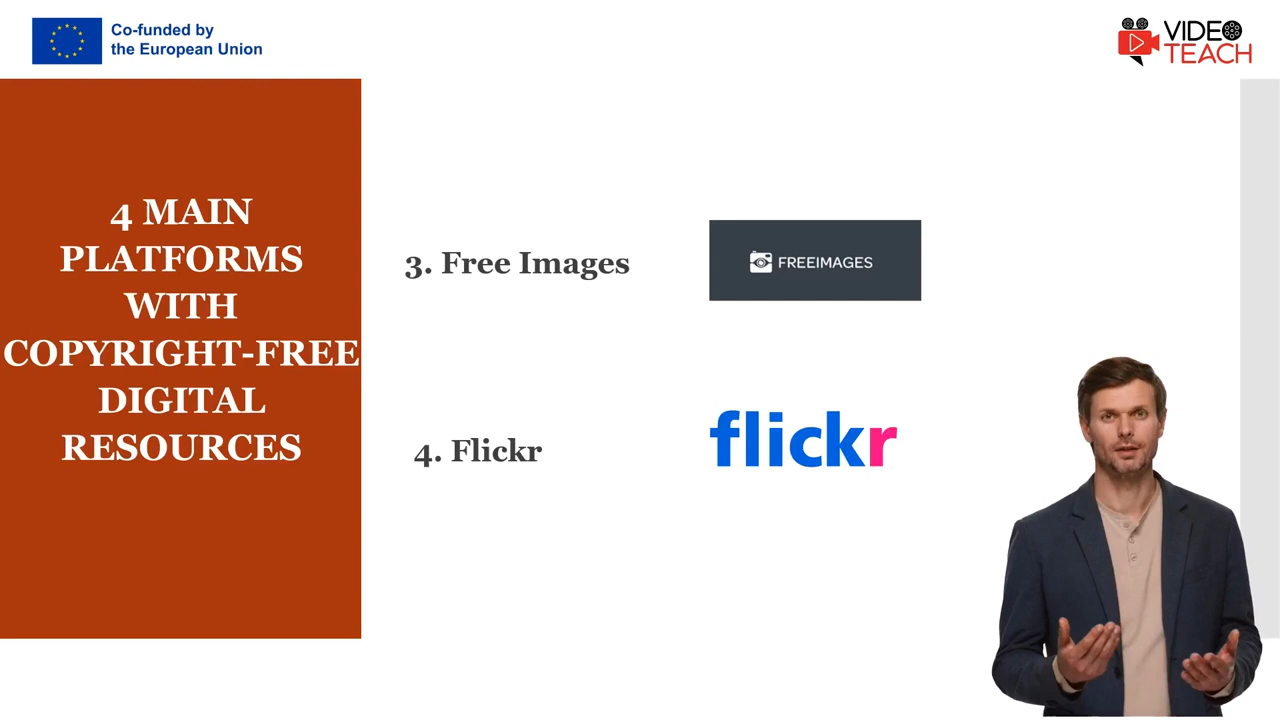 Co-funded by
the European Union
VIDEO
TEACH
4 MAIN
PLATFORMS
WITH
COPYRIGHT-FREE
DIGITAL
RESOURCES
3. Free Images
FREEIMAGES
4. Flickr
flickr